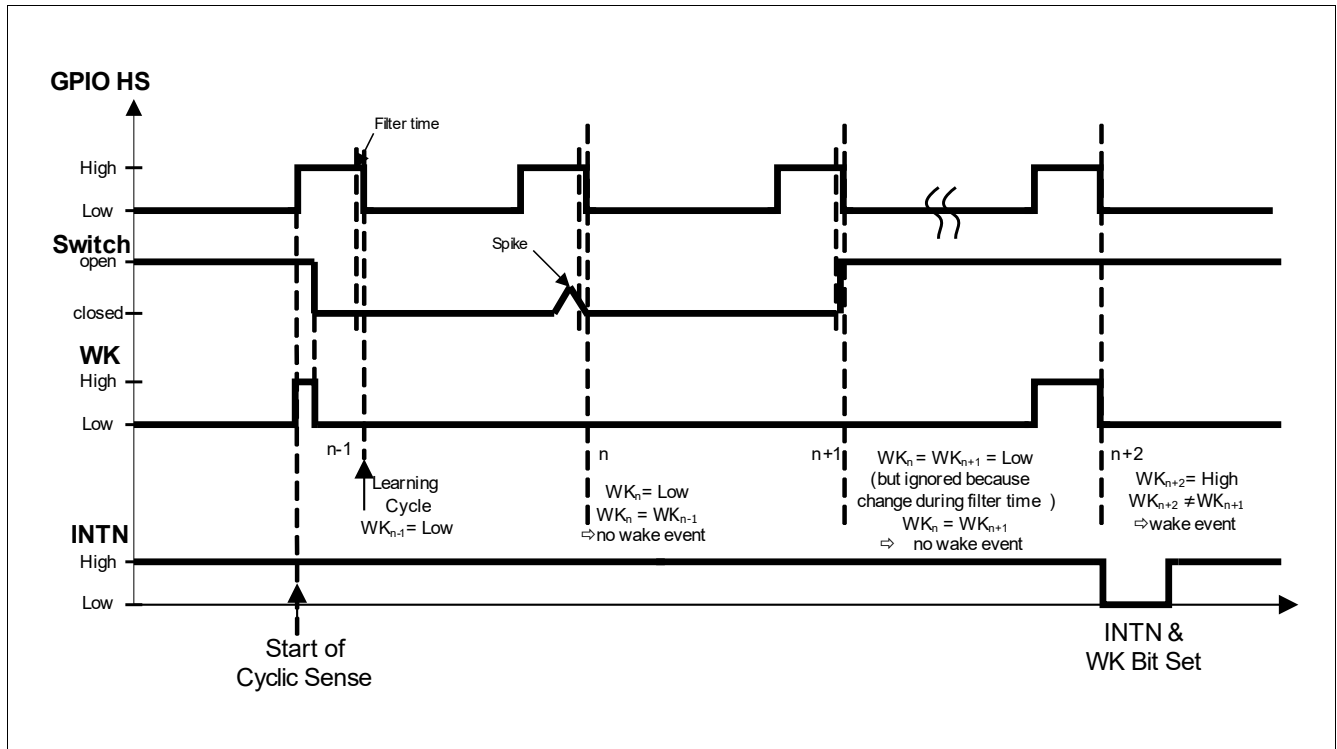 GPIO HS
Filter time
High
Low
Switch
open
Spike
closed
WK
High
Low
n-1
n
n+1
n+2
Learning
Cycle
WKn-1= Low
WKn= Low
WKn = WKn-1
⇨no wake event
WKn = WKn+1 = Low
(but ignored because
change during filter time )
WKn = WKn+1
⇨ no wake event
WKn+2= High
WKn+2 ≠WKn+1
⇨wake event
INTN
High
Low
Start of
Cyclic Sense
INTN &
WK Bit Set